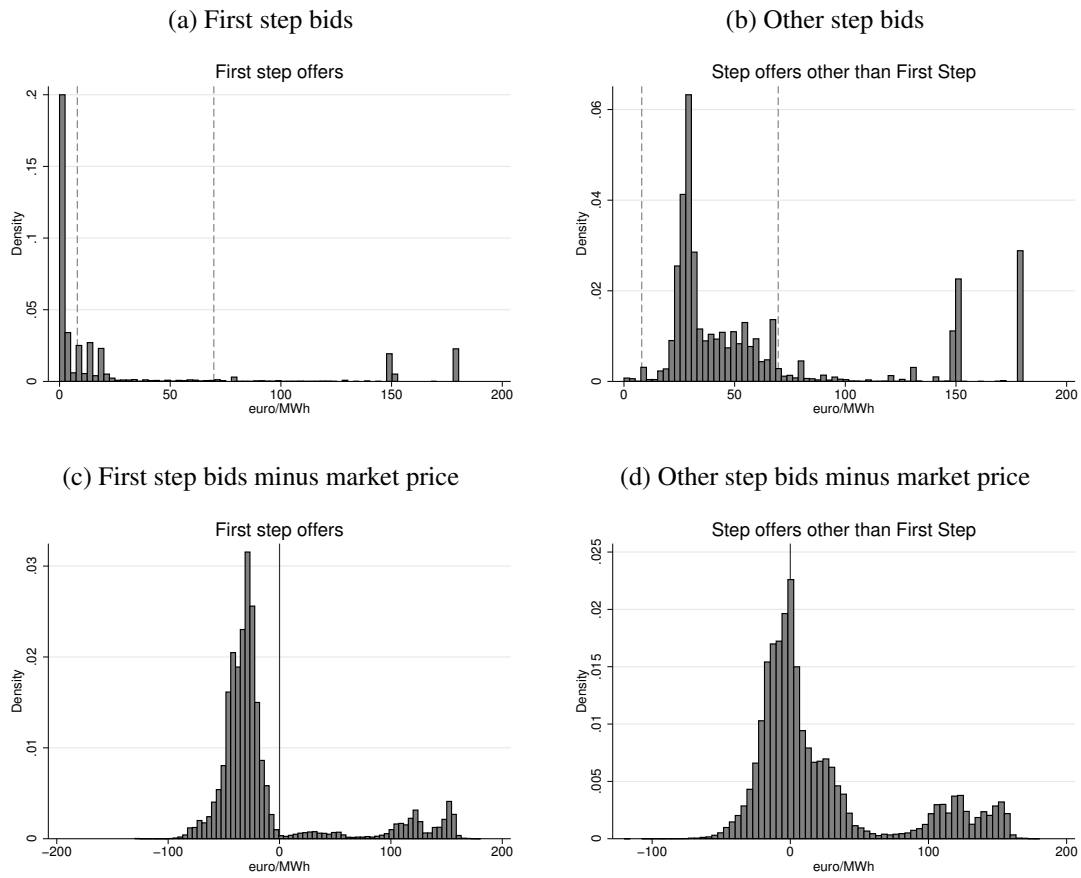 (a) First step bids
First step offers
Density
.2
.15
.1
.05
0
0 50 100 150 200
euro/MWh
(b) Other step bids
Step offers other than First Step
Density
.06
.04
.02
0
0 50 100 150 200
euro/MWh
(c) First step bids minus market price
First step offers
Density
.03
.02
.01
0
−200 −100 0 100 200
euro/MWh
(d) Other step bids minus market price
Step offers other than First Step
Density
.025
.02
.015
.01
.005
0
−100 0 100 200
euro/MWh